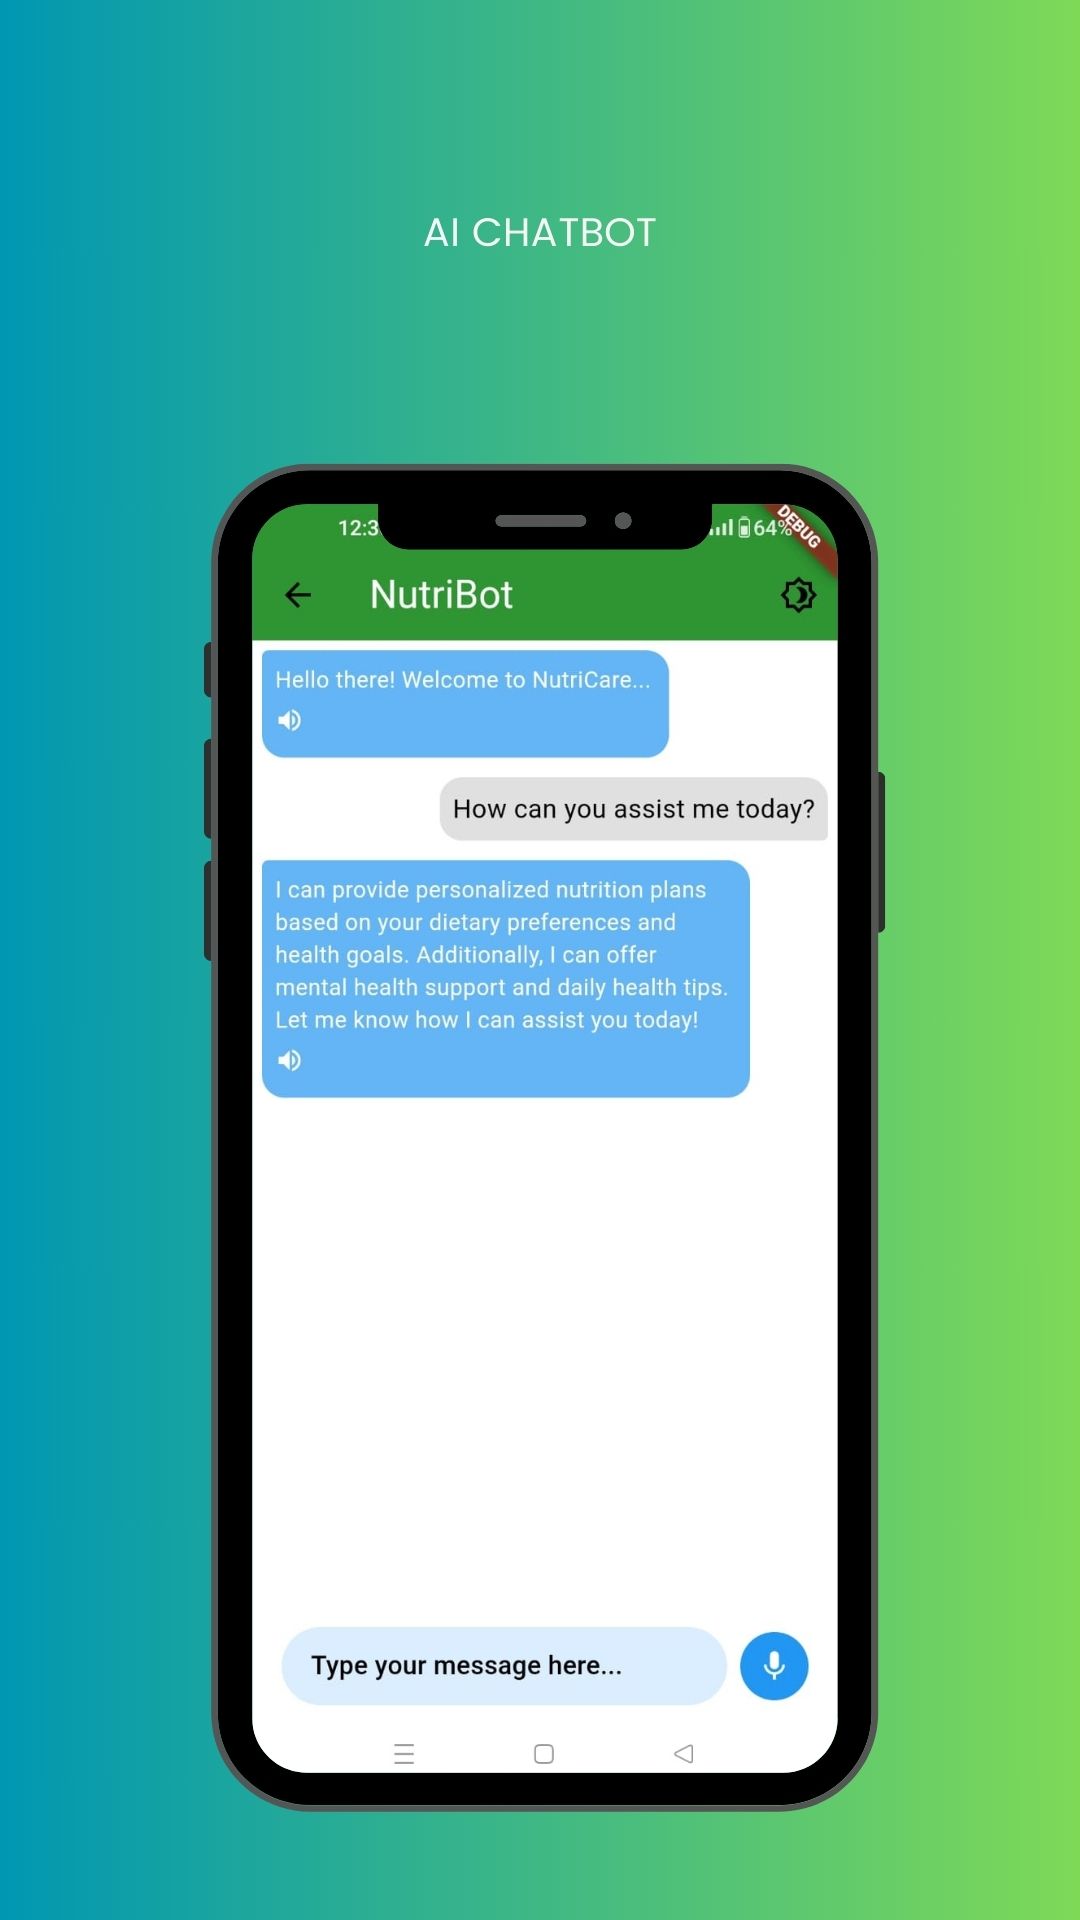 AI CHATBOT
12:3
64%
DEBUG
NutriBot
Hello there! Welcome to NutriCare...
How can you assist me today?
I can provide personalized nutrition plans
based on your dietary preferences and
health goals. Additionally, I can offer
mental health support and daily health tips.
Let me know how I can assist you today!
Type your message here...